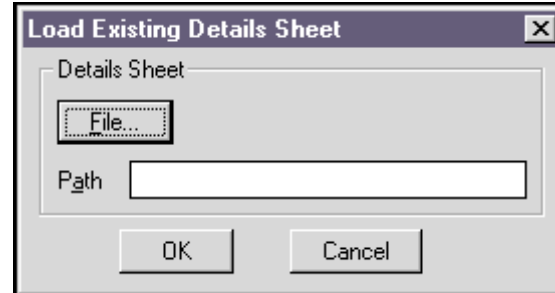 Load Existing Details Sheet
Details Sheet
File...
Path
OK Cancel